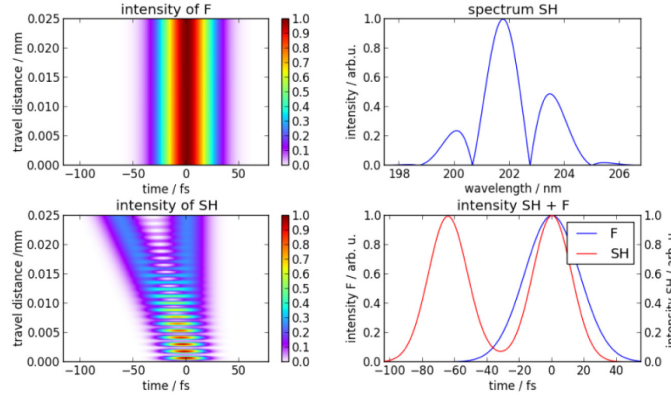 intensity of F
travel distance / mm
0.025
0.020
0.015
0.010
0.005
0.000
−100 −50 0 50
time / fs
1.0
0.9
0.8
0.7
0.6
0.5
0.4
0.3
0.2
0.1
0.0
spectrum SH
intensity / arb.u.
1.0
0.8
0.6
0.4
0.2
0.0
198 200 202 204 206
wavelength / nm
intensity of SH
travel distance / mm
0.025
0.020
0.015
0.010
0.005
0.000
−100 −50 0 50
time / fs
1.0
0.9
0.8
0.7
0.6
0.5
0.4
0.3
0.2
0.1
0.0
intensity SH + F
intensity F / arb. u.
1.0
0.8
0.6
0.4
0.2
0.0
−100 −80 −60 −40 −20 0 20 40
time / fs
F
SH
1.0
0.8
0.6
0.4
0.2
0.0
intensity SH / arb. u.